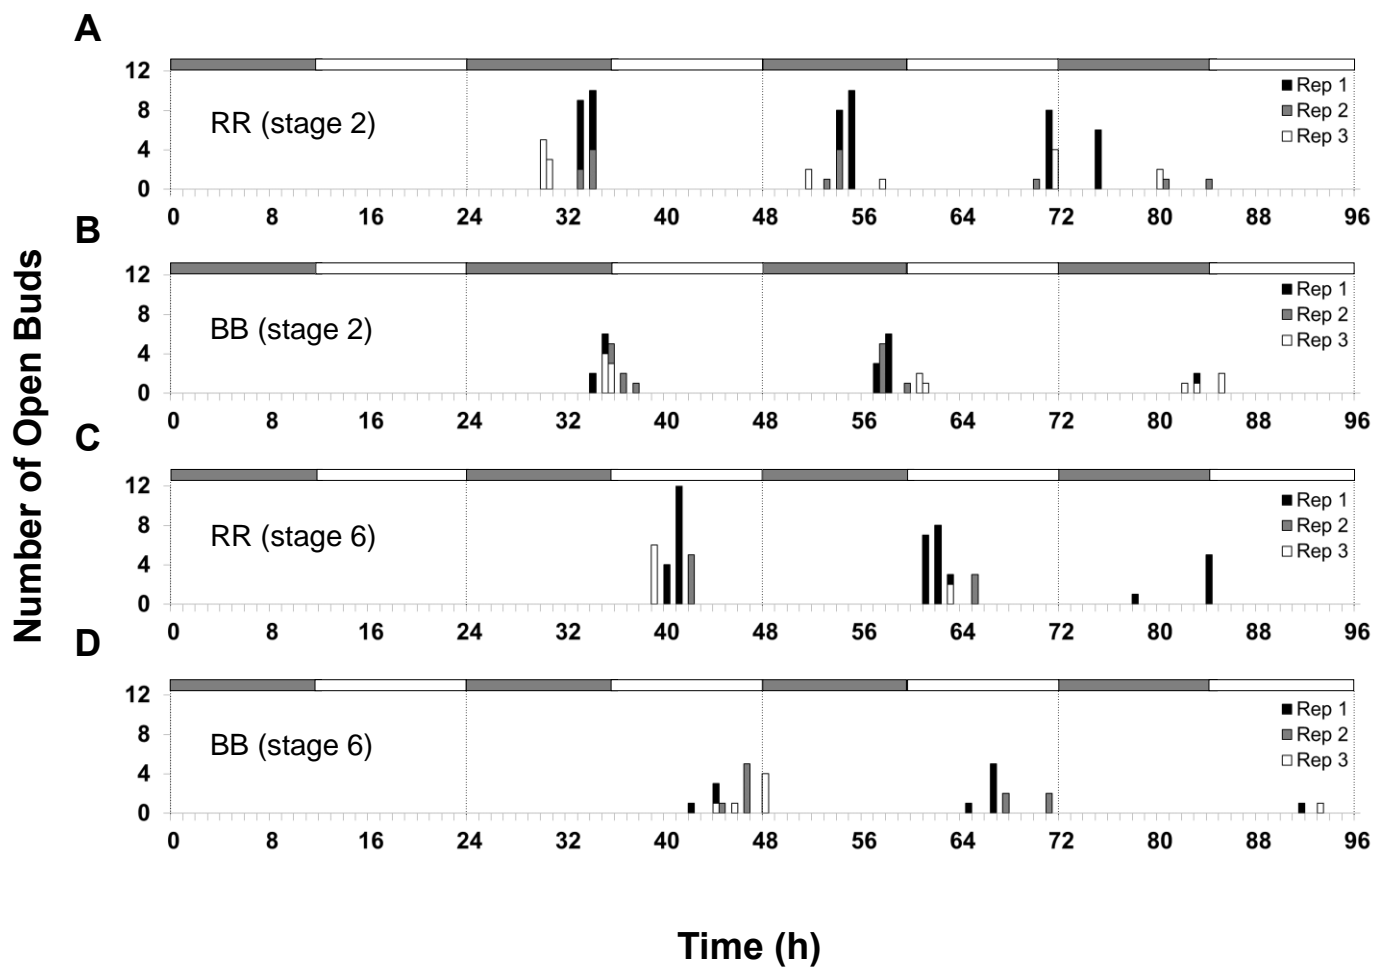 A
12
8
4
0
RR (stage 2)
Rep 1
Rep 2
Rep 3
0 8 16 24 32 40 48 56 64 72 80 88 96
B
12
8
4
0
BB (stage 2)
Rep 1
Rep 2
Rep 3
0 8 16 24 32 40 48 56 64 72 80 88 96
C
12
8
4
0
RR (stage 6)
Rep 1
Rep 2
Rep 3
0 8 16 24 32 40 48 56 64 72 80 88 96
D
12
8
4
0
BB (stage 6)
Rep 1
Rep 2
Rep 3
0 8 16 24 32 40 48 56 64 72 80 88 96
Number of Open Buds
Time (h)